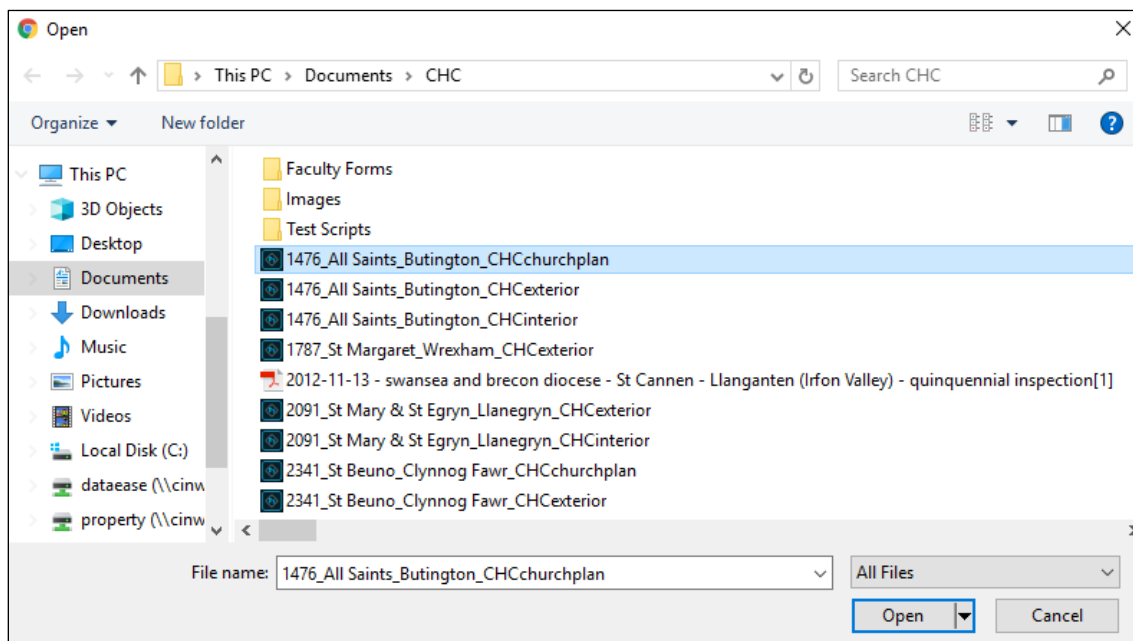 Open
This PC > Documents > CHC
Search CHC
Organize
New folder
This PC
3D Objects
Desktop
Documents
Downloads
Music
Pictures
Videos
Local Disk (C:)
dataease (\\cinw
property (\\cinw
Faculty Forms
Images
Test Scripts
1476_All Saints_Butington_CHCchurchplan
1476_All Saints_Butington_CHCexterior
1476_All Saints_Butington_CHCinterior
1787_St Margaret_Wrexham_CHCexterior
2012-11-13 - swansea and brecon diocese - St Cannen - Llanganten (Irfon Valley) - quinquennial inspection[1]
2091_St Mary & St Egryn_Llanegryn_CHCexterior
2091_St Mary & St Egryn_Llanegryn_CHCinterior
2341_St Beuno_Clynnog Fawr_CHCchurchplan
2341_St Beuno_Clynnog Fawr_CHCexterior
File name: 1476_All Saints_Butington_CHCchurchplan
All Files
Open
Cancel